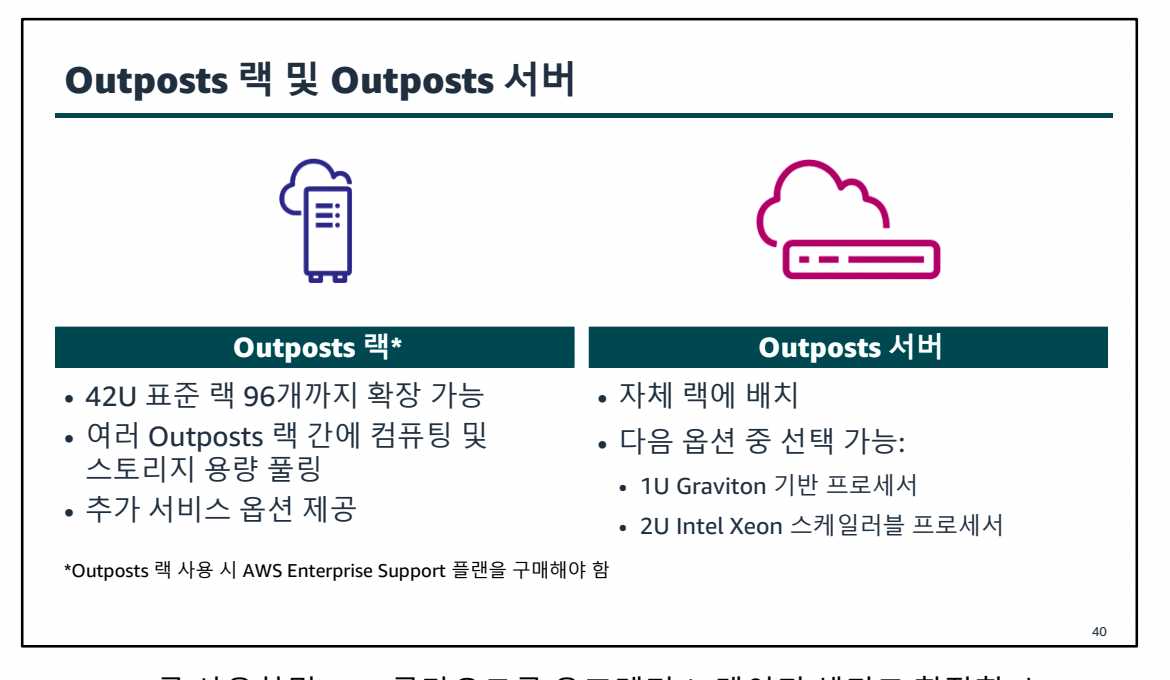 Outposts 랙 및 Outposts 서버
Outposts 랙*
• 42U 표준 랙 96개까지 확장 가능
• 여러 Outposts 랙 간에 컴퓨팅 및
스토리지 용량 풀링
• 추가 서비스 옵션 제공
Outposts 서버
• 자체 랙에 배치
• 다음 옵션 중 선택 가능:
• 1U Graviton 기반 프로세서
• 2U Intel Xeon 스케일러블 프로세서
*Outposts 랙 사용 시 AWS Enterprise Support 플랜을 구매해야 함
40